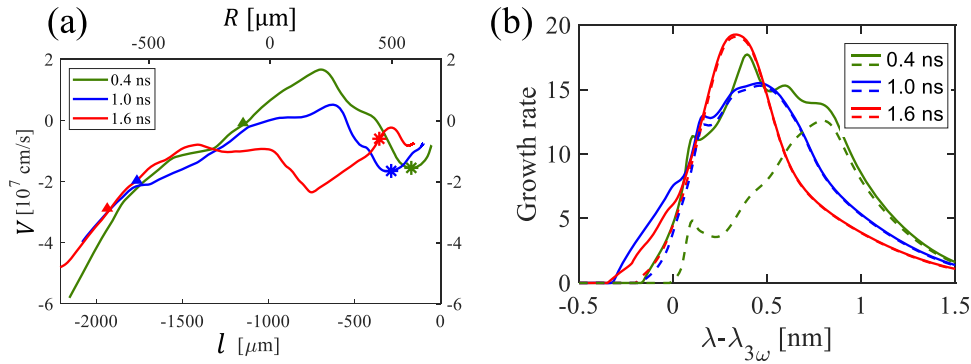 (a)
R [μm]
-500 0 500
2 2
0.4 ns
1.0 ns
1.6 ns
0 0
-2 -2
-4 -4
-6 -6
V [10⁷ cm/s]
-2000 -1500 -1000 -500 0
l [μm]
(b)
20
15
10
5
0
Growth rate
0.4 ns
1.0 ns
1.6 ns
-0.5 0 0.5 1 1.5
λ-λ3ω [nm]